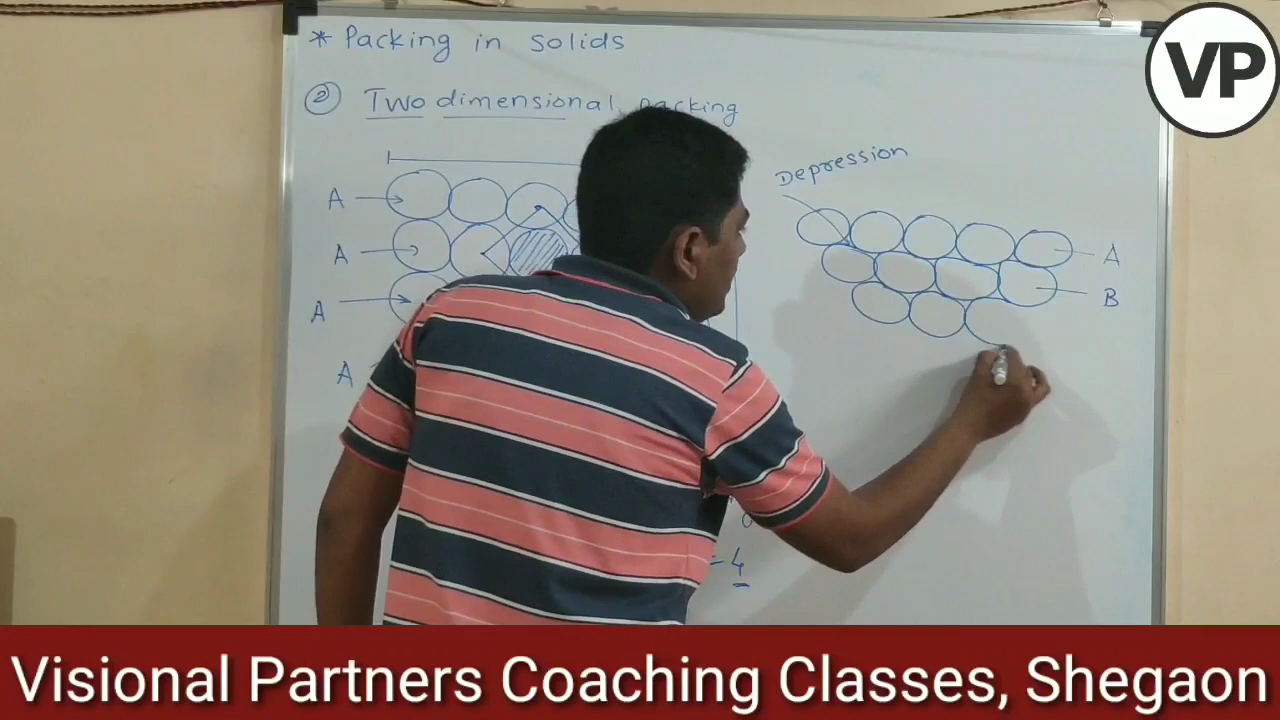 VP
* Packing in solids
② Two dimensional packing
Depression
A
A
A
A
A
B
= 4
Visional Partners Coaching Classes, Shegaon